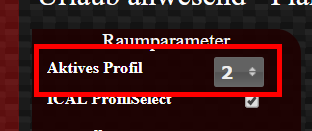 Urlaub anwesend
Raumparameter
Aktives Profil 2
ICAL ProfilSelect